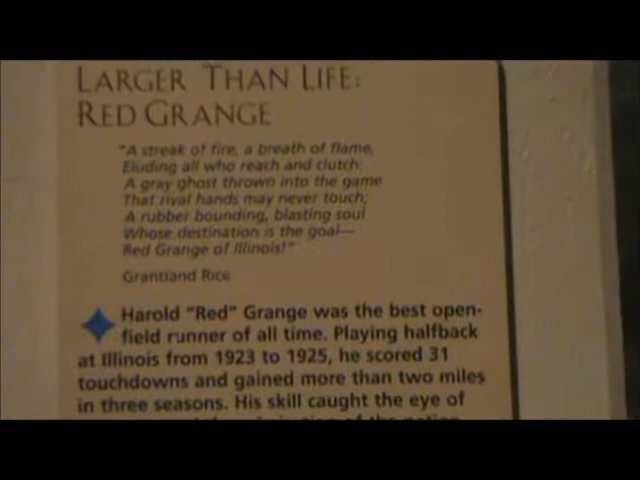 LARGER THAN LIFE:
RED GRANGE
"A streak of fire, a breath of flame,
Eluding all who reach and clutch;
A gray ghost thrown into the game
That rival hands may never touch;
A rubber bounding, blasting soul
Whose destination is the goal—
Red Grange of Illinois!"
Grantland Rice
Harold "Red" Grange was the best open-
field runner of all time. Playing halfback
at Illinois from 1923 to 1925, he scored 31
touchdowns and gained more than two miles
in three seasons. His skill caught the eye of